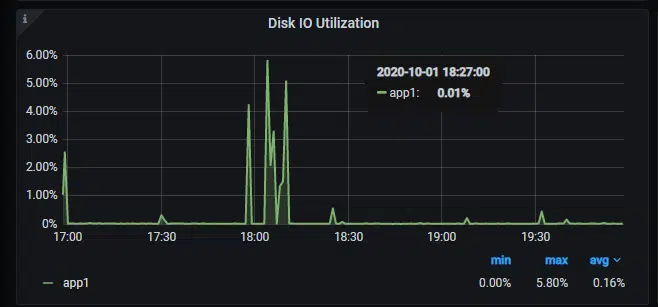 i
Disk IO Utilization
6.00%
5.00%
4.00%
3.00%
2.00%
1.00%
0%
2020-10-01 18:27:00
app1: 0.01%
17:00 17:30 18:00 18:30 19:00 19:30
min max avg
app1 0.00% 5.80% 0.16%